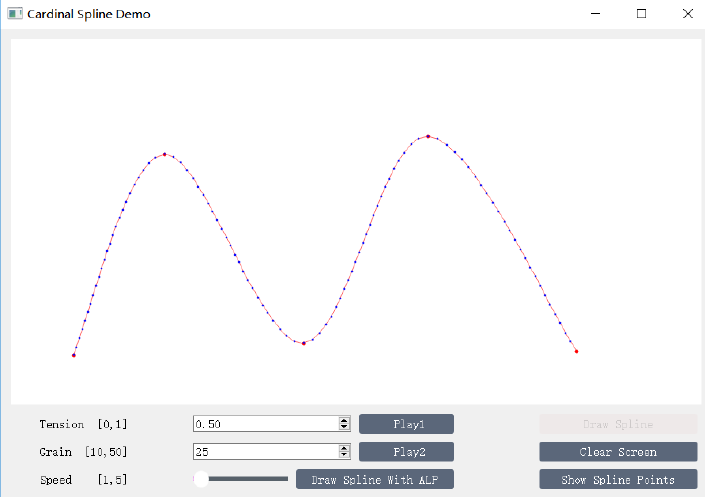 Cardinal Spline Demo
Tension [0,1] 0.50 Play1 Draw Spline
Grain [10,50] 25 Play2 Clear Screen
Speed [1,5] Draw Spline With ALP Show Spline Points